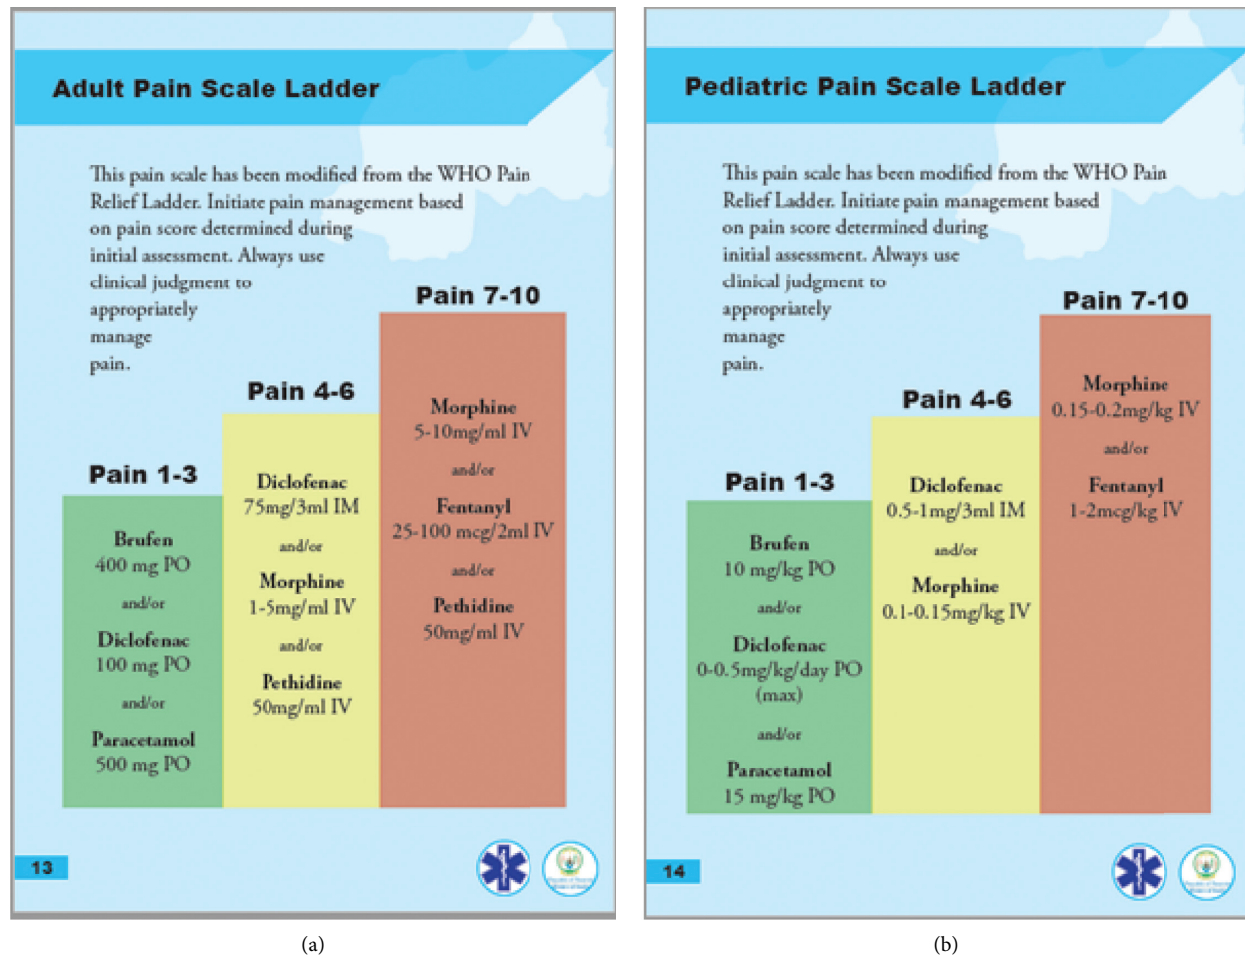 Adult Pain Scale Ladder
This pain scale has been modified from the WHO Pain
Relief Ladder. Initiate pain management based
on pain score determined during
initial assessment. Always use
clinical judgment to
appropriately
manage
pain.
Pain 1-3
Brufen
400 mg PO
and/or
Diclofenac
100 mg PO
and/or
Paracetamol
500 mg PO
Pain 4-6
Diclofenac
75mg/3ml IM
and/or
Morphine
1-5mg/ml IV
and/or
Pethidine
50mg/ml IV
Pain 7-10
Morphine
5-10mg/ml IV
and/or
Fentanyl
25-100 mcg/2ml IV
and/or
Pethidine
50mg/ml IV
13
(a)
Pediatric Pain Scale Ladder
This pain scale has been modified from the WHO Pain
Relief Ladder. Initiate pain management based
on pain score determined during
initial assessment. Always use
clinical judgment to
appropriately
manage
pain.
Pain 1-3
Brufen
10 mg/kg PO
and/or
Diclofenac
0-0.5mg/kg/day PO
(max)
and/or
Paracetamol
15 mg/kg PO
Pain 4-6
Diclofenac
0.5-1mg/3ml IM
and/or
Morphine
0.1-0.15mg/kg IV
Pain 7-10
Morphine
0.15-0.2mg/kg IV
and/or
Fentanyl
1-2mcg/kg IV
14
(b)